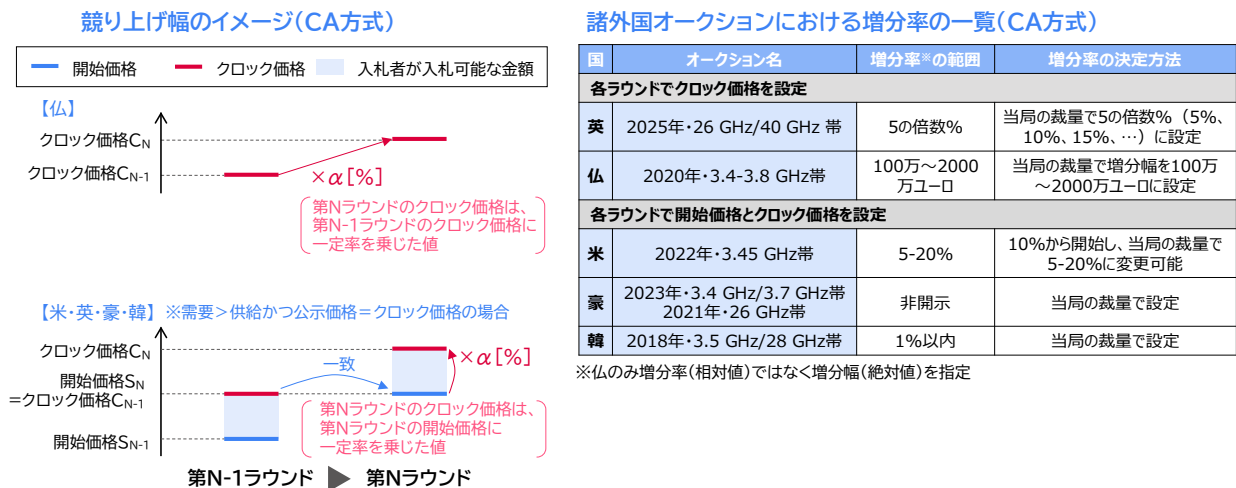 競り上げ幅のイメージ(CA方式)
開始価格 クロック価格 入札者が入札可能な金額
【仏】
クロック価格CN
クロック価格CN-1
×α[%]
第Nラウンドのクロック価格は、
第N-1ラウンドのクロック価格に
一定率を乗じた値
【米・英・豪・韓】 ※需要>供給かつ公示価格=クロック価格の場合
クロック価格CN
×α[%]
一致
開始価格SN
=クロック価格CN-1
第Nラウンドのクロック価格は、
第Nラウンドの開始価格に
一定率を乗じた値
開始価格SN-1
第N-1ラウンド ▶ 第Nラウンド
諸外国オークションにおける増分率の一覧(CA方式)
国 オークション名 増分率※の範囲 増分率の決定方法
各ラウンドでクロック価格を設定
英 2025年・26 GHz/40 GHz 帯 5の倍数% 当局の裁量で5の倍数%(5%、
10%、15%、…)に設定
仏 2020年・3.4-3.8 GHz帯 100万~2000
万ユーロ 当局の裁量で増分幅を100万
~2000万ユーロに設定
各ラウンドで開始価格とクロック価格を設定
米 2022年・3.45 GHz帯 5-20% 10%から開始し、当局の裁量で
5-20%に変更可能
豪 2023年・3.4 GHz/3.7 GHz帯
2021年・26 GHz帯 非開示 当局の裁量で設定
韓 2018年・3.5 GHz/28 GHz帯 1%以内 当局の裁量で設定
※仏のみ増分率(相対値)ではなく増分幅(絶対値)を指定